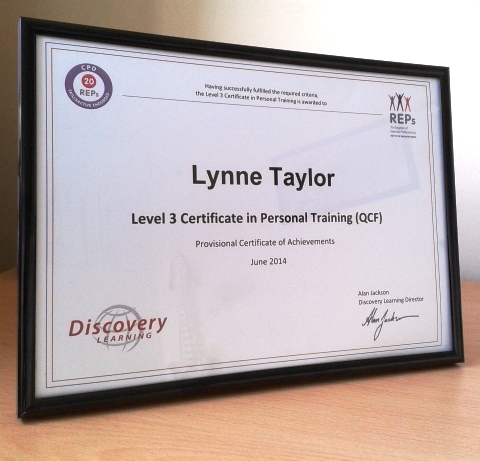 CPD
20
REPs
Having successfully fulfilled the required criteria,
the Level 3 Certificate in Personal Training is awarded to
REPs
Lynne Taylor
Level 3 Certificate in Personal Training (QCF)
Provisional Certificate of Achievements
June 2014
Alan Jackson
Discovery Learning Director
Alan Jackson
Discovery
LEARNING